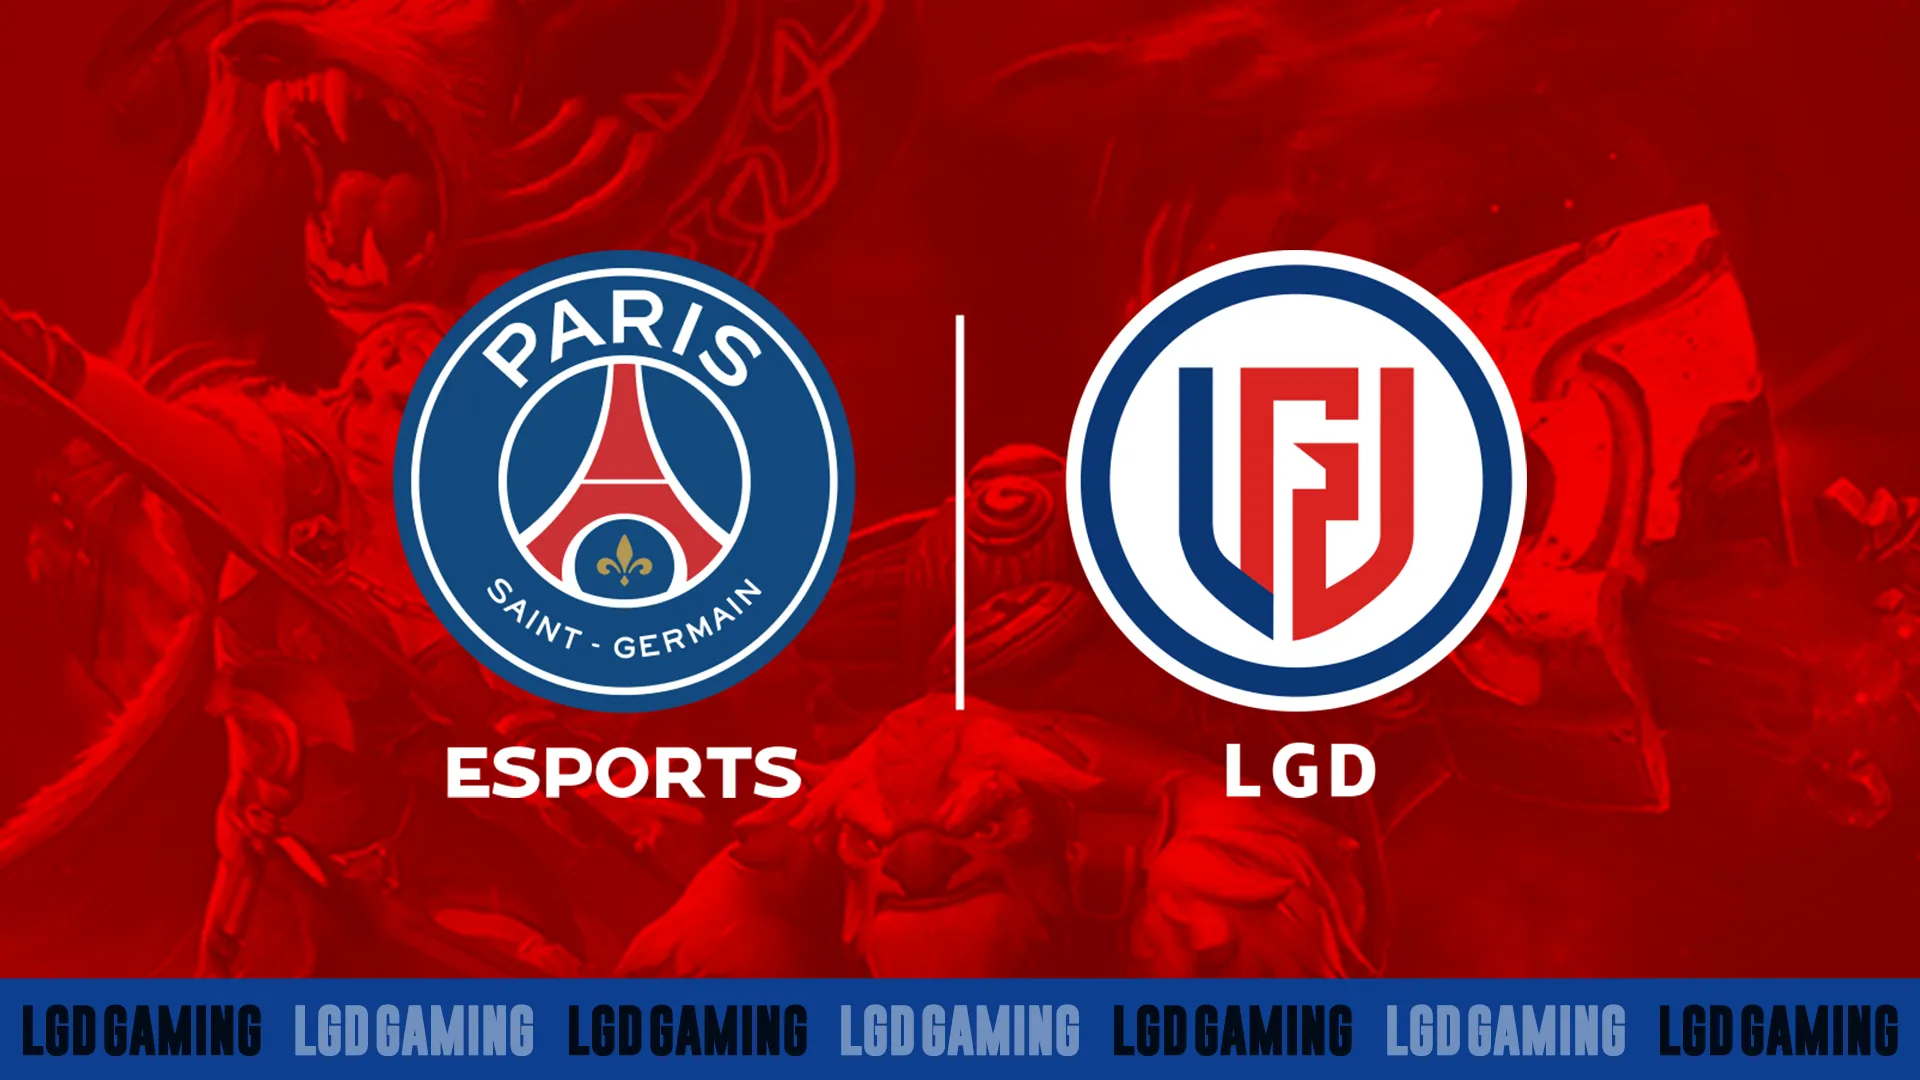 PARIS
SAINT - GERMAIN
ESPORTS
LGD
LGD GAMING LGD GAMING LGD GAMING LGD GAMING LGD GAMING LGD GAMING LGD GAMING